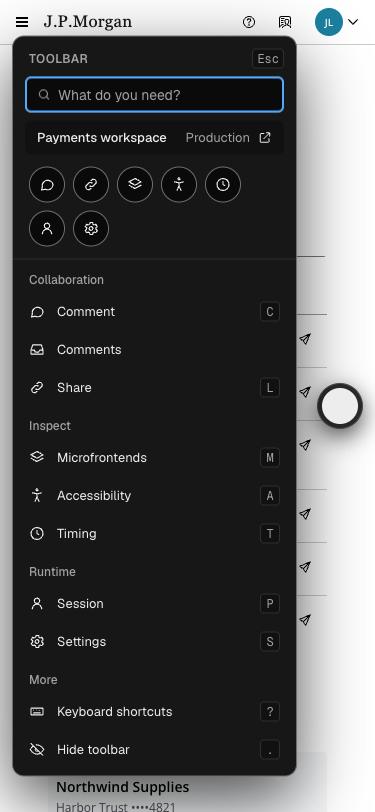 J.P.Morgan
JL
TOOLBAR Esc
What do you need?
Payments workspace Production
Collaboration
Comment C
Comments
Share L
Inspect
Microfrontends M
Accessibility A
Timing T
Runtime
Session P
Settings S
More
Keyboard shortcuts ?
Hide toolbar .
Northwind Supplies
Harbor Trust ••••4821